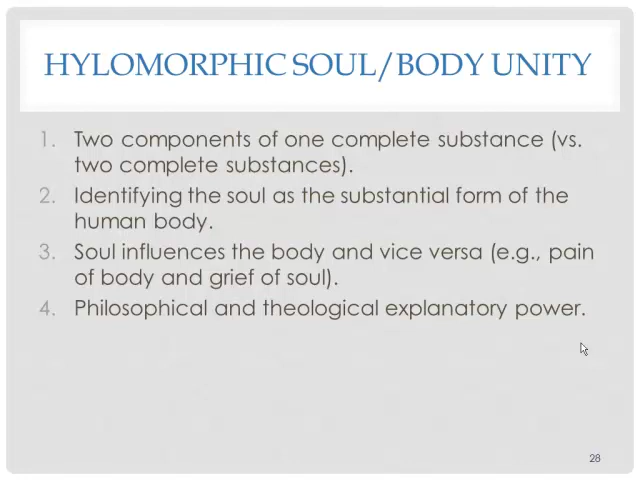 HYLOMORPHIC SOUL/BODY UNITY
1. Two components of one complete substance (vs.
two complete substances).
2. Identifying the soul as the substantial form of the
human body.
3. Soul influences the body and vice versa (e.g., pain
of body and grief of soul).
4. Philosophical and theological explanatory power.
28